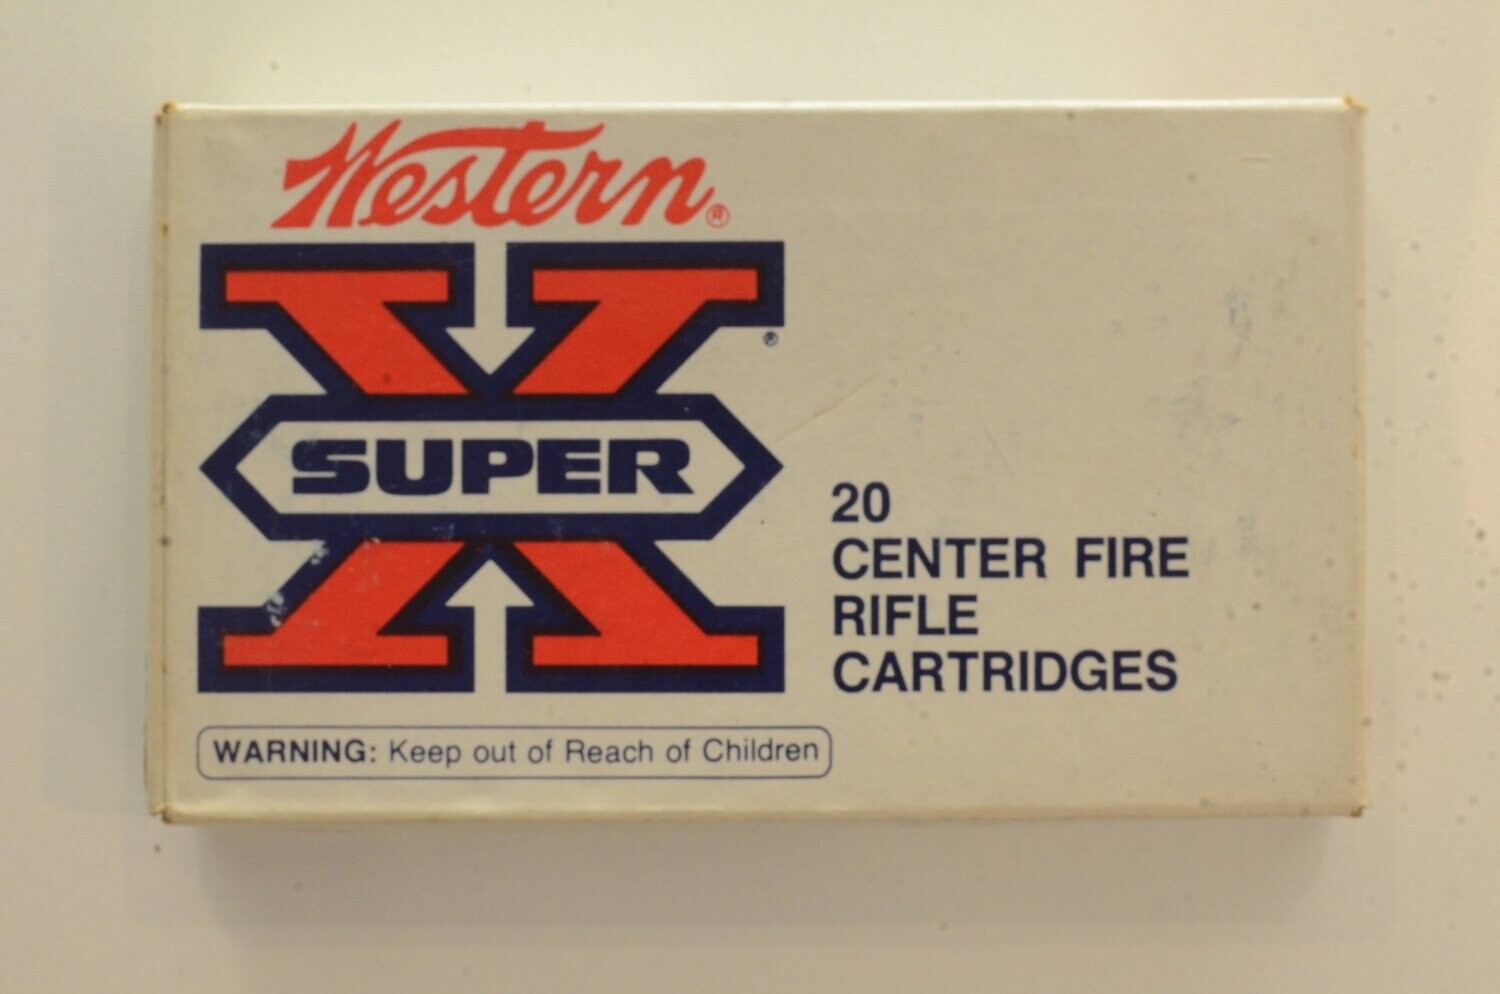 Western®
X®
SUPER
20
CENTER FIRE
RIFLE
CARTRIDGES
WARNING: Keep out of Reach of Children